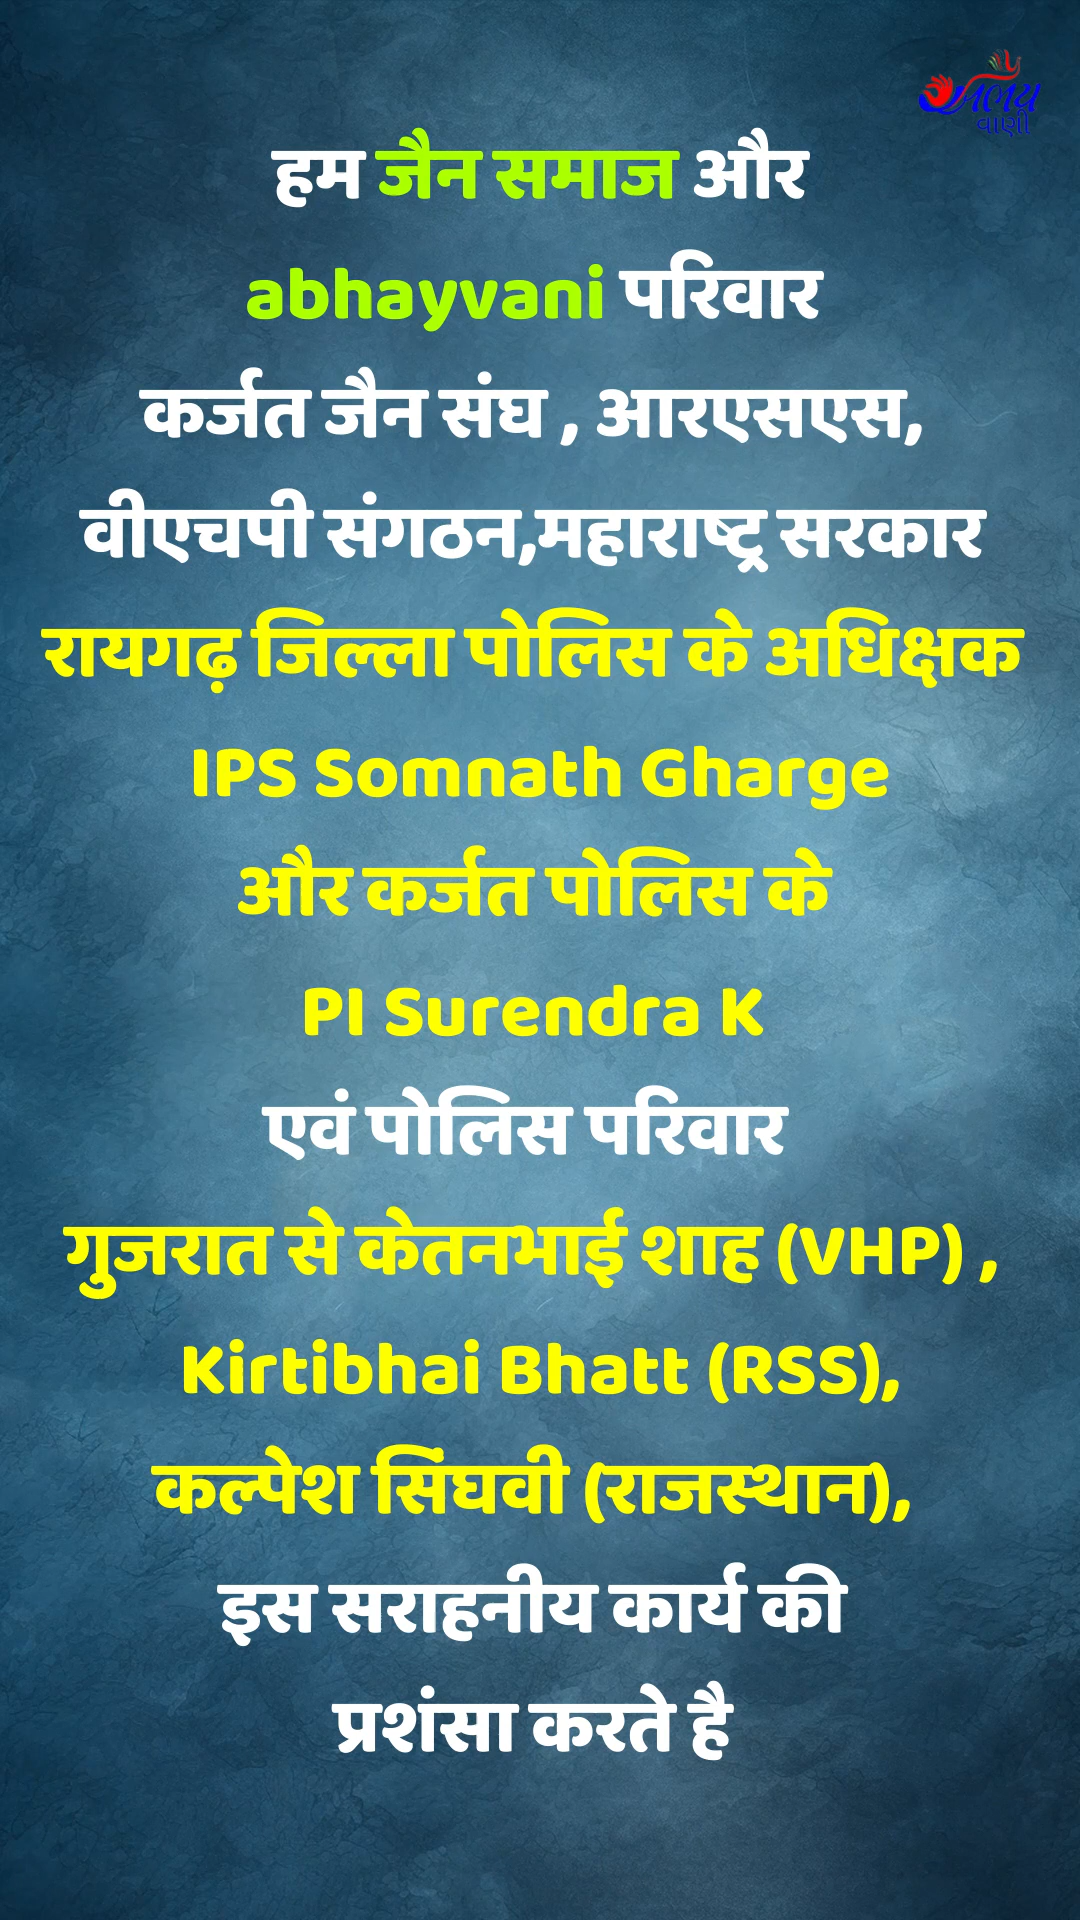 અભય
વાણી
हम जैन समाज और
abhayvani परिवार
कर्जत जैन संघ , आरएसएस,
वीएचपी संगठन,महाराष्ट्र सरकार
रायगढ़ जिल्ला पोलिस के अधिक्षक
IPS Somnath Gharge
और कर्जत पोलिस के
PI Surendra K
एवं पोलिस परिवार
गुजरात से केतनभाई शाह (VHP) ,
Kirtibhai Bhatt (RSS),
कल्पेश सिंघवी (राजस्थान),
इस सराहनीय कार्य की
प्रशंसा करते है